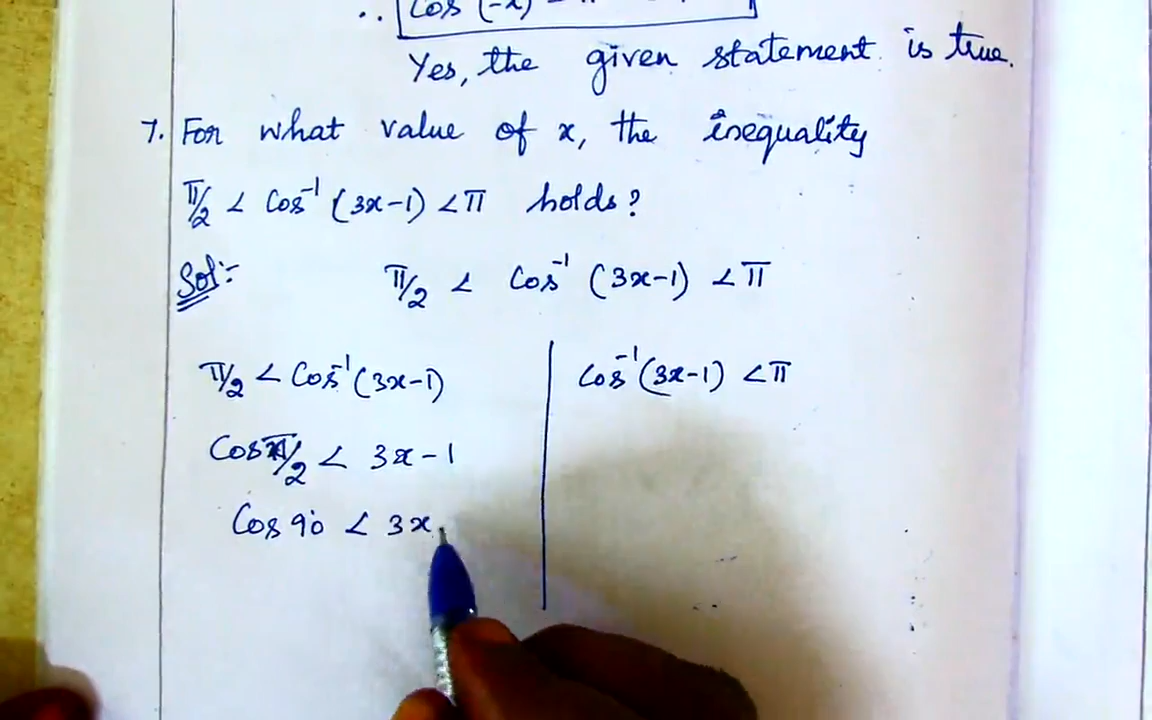 ∴ Cos (-x)
Yes, the given statement is true.
7. For what value of x, the inequality
π/2 < Cos⁻¹ (3x-1) < π holds?
Sol:-
π/2 < Cos⁻¹ (3x-1) < π
π/2 < Cos⁻¹(3x-1)
Cos π/2 < 3x-1
Cos 90 < 3x
Cos⁻¹(3x-1) < π